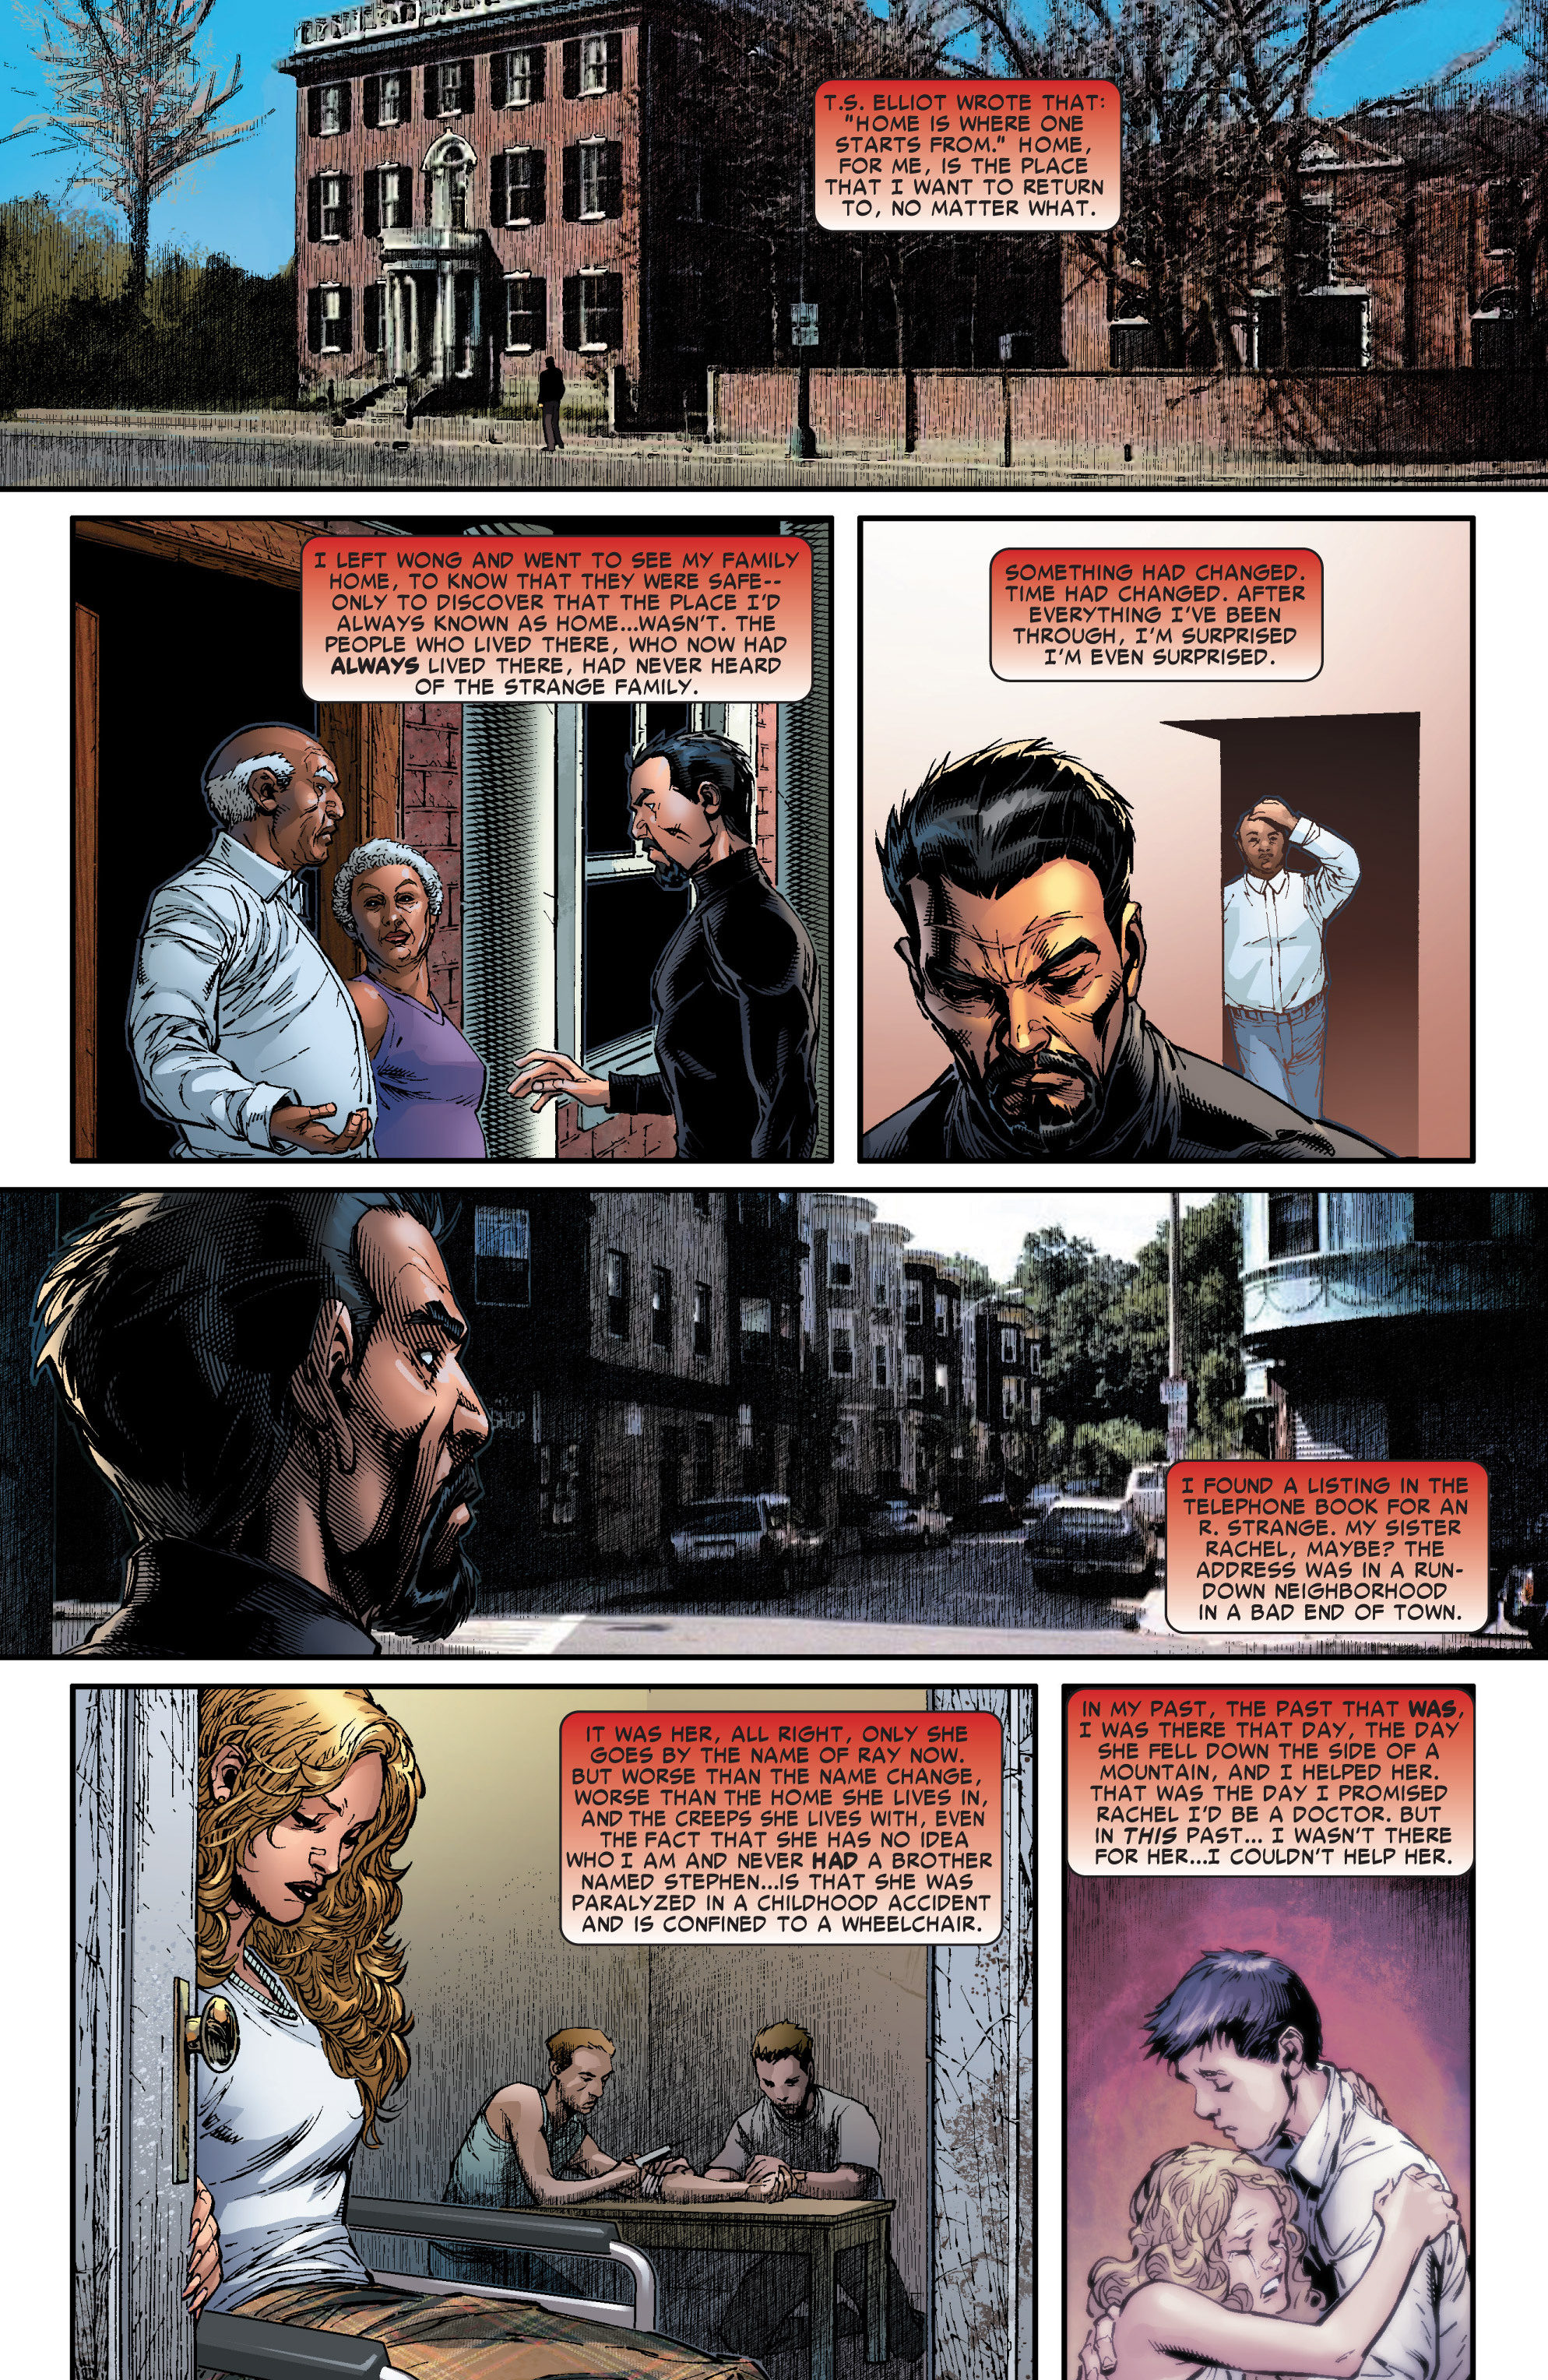 T.S. ELLIOT WROTE THAT:
"HOME IS WHERE ONE
STARTS FROM." HOME,
FOR ME, IS THE PLACE
THAT I WANT TO RETURN
TO, NO MATTER WHAT.
I LEFT WONG AND WENT TO SEE MY FAMILY
HOME, TO KNOW THAT THEY WERE SAFE--
ONLY TO DISCOVER THAT THE PLACE I'D
ALWAYS KNOWN AS HOME...WASN'T. THE
PEOPLE WHO LIVED THERE, WHO NOW HAD
ALWAYS LIVED THERE, HAD NEVER HEARD
OF THE STRANGE FAMILY.
SOMETHING HAD CHANGED.
TIME HAD CHANGED. AFTER
EVERYTHING I'VE BEEN
THROUGH, I'M SURPRISED
I'M EVEN SURPRISED.
SHOP
I FOUND A LISTING IN THE
TELEPHONE BOOK FOR AN
R. STRANGE. MY SISTER
RACHEL, MAYBE? THE
ADDRESS WAS IN A RUN-
DOWN NEIGHBORHOOD
IN A BAD END OF TOWN.
IT WAS HER, ALL RIGHT, ONLY SHE
GOES BY THE NAME OF RAY NOW.
BUT WORSE THAN THE NAME CHANGE,
WORSE THAN THE HOME SHE LIVES IN,
AND THE CREEPS SHE LIVES WITH, EVEN
THE FACT THAT SHE HAS NO IDEA
WHO I AM AND NEVER HAD A BROTHER
NAMED STEPHEN...IS THAT SHE WAS
PARALYZED IN A CHILDHOOD ACCIDENT
AND IS CONFINED TO A WHEELCHAIR.
IN MY PAST, THE PAST THAT WAS,
I WAS THERE THAT DAY, THE DAY
SHE FELL DOWN THE SIDE OF A
MOUNTAIN, AND I HELPED HER.
THAT WAS THE DAY I PROMISED
RACHEL I'D BE A DOCTOR. BUT
IN THIS PAST... I WASN'T THERE
FOR HER...I COULDN'T HELP HER.